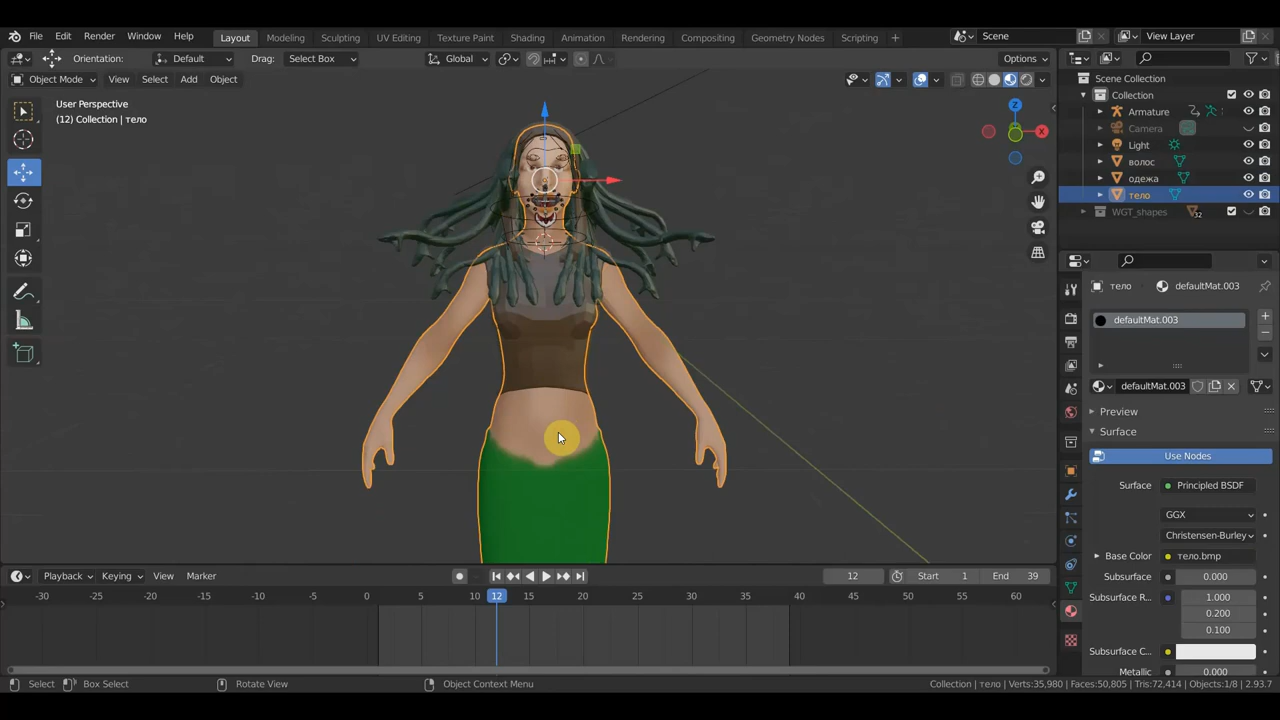 File Edit Render Window Help Layout Modeling Sculpting UV Editing Texture Paint Shading Animation Rendering Compositing Geometry Nodes Scripting + Scene View Layer
Orientation: Default Drag: Select Box Global Options
Object Mode View Select Add Object
User Perspective
(12) Collection | тело
X
Z
Scene Collection
Collection
Armature
Camera
Light
волос
одежа
тело
WGT_shapes 32
тело defaultMat.003
defaultMat.003
defaultMat.003
Preview
Surface
Use Nodes
Surface Principled BSDF
GGX
Christensen-Burley
Base Color тело.bmp
Subsurface 0.000
Subsurface R... 1.000
0.200
0.100
Subsurface C...
Metallic 0.000
Playback Keying View Marker 12 Start 1 End 39
-30 -25 -20 -15 -10 -5 0 5 10 12 15 20 25 30 35 40 45 50 55 60
Select Box Select Rotate View Object Context Menu Collection | тело | Verts:35,980 | Faces:50,805 | Tris:72,414 | Objects:1/8 | 2.93.7